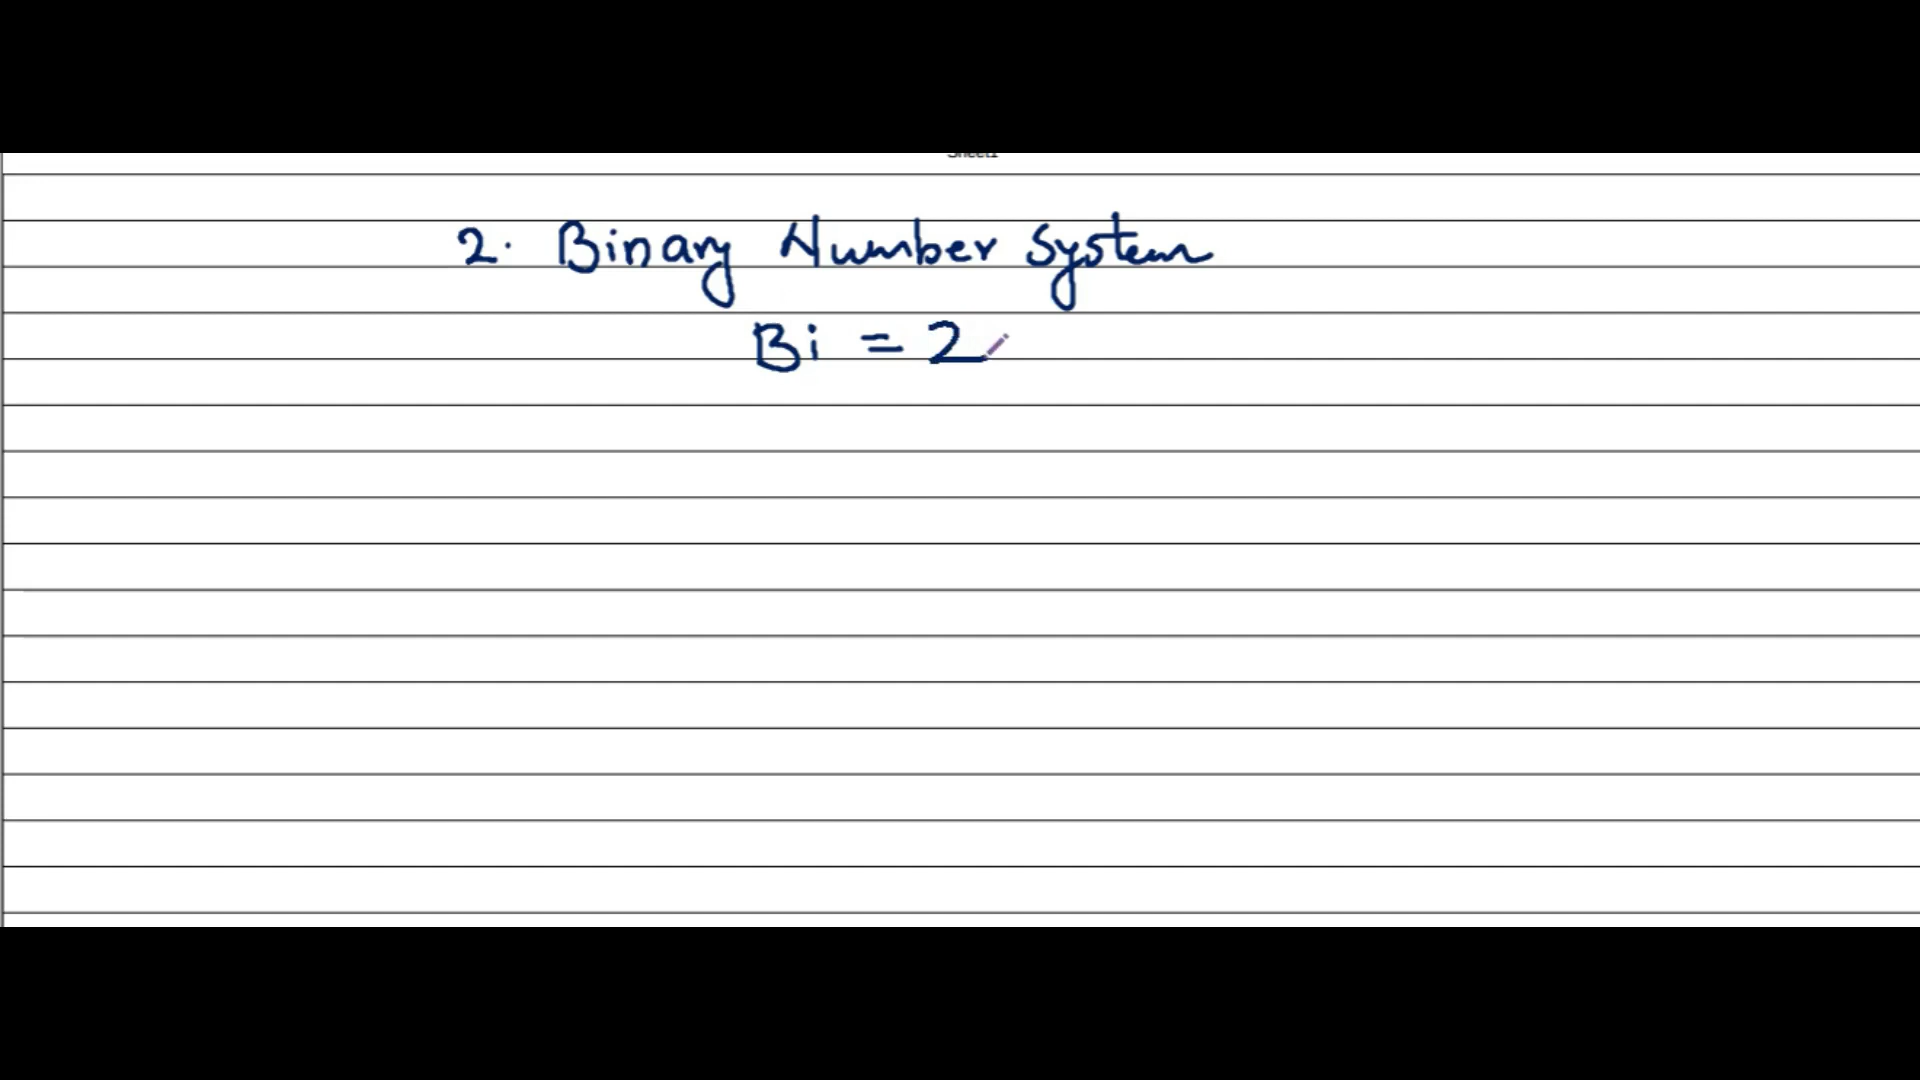 2. Binary Number System
Bi = 2